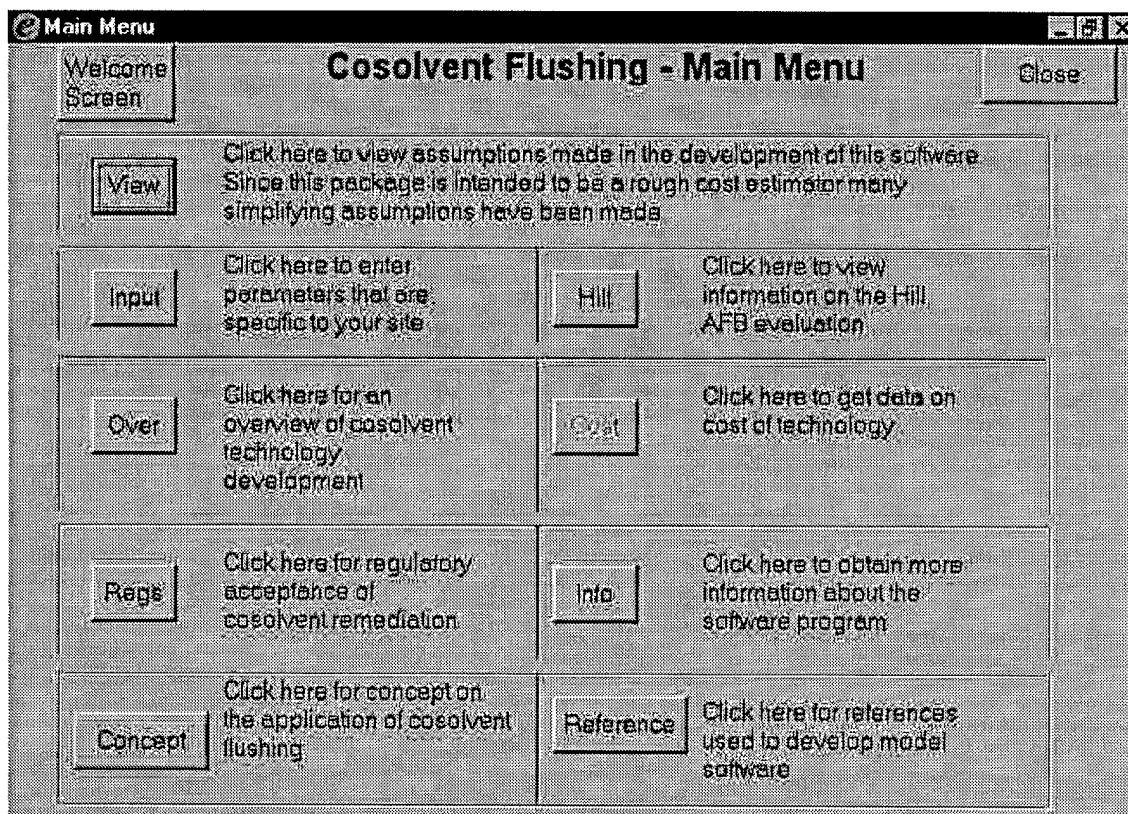 Main Menu
Welcome
Screen
Cosolvent Flushing - Main Menu
Close
View
Click here to view assumptions made in the development of this software
Since this package is intended to be a rough cost estimator many
simplifying assumptions have been made
Input
Click here to enter
parameters that are
specific to your site
Hill
Click here to view
information on the Hill
AFB evaluation
Over
Click here for an
overview of cosolvent
technology
development
Cost
Click here to get data on
cost of technology
Regs
Click here for regulatory
acceptance of
cosolvent remediation
Info
Click here to obtain more
information about the
software program
Concept
Click here for concept on
the application of cosolvent
flushing
Reference
Click here for references
used to develop model
software